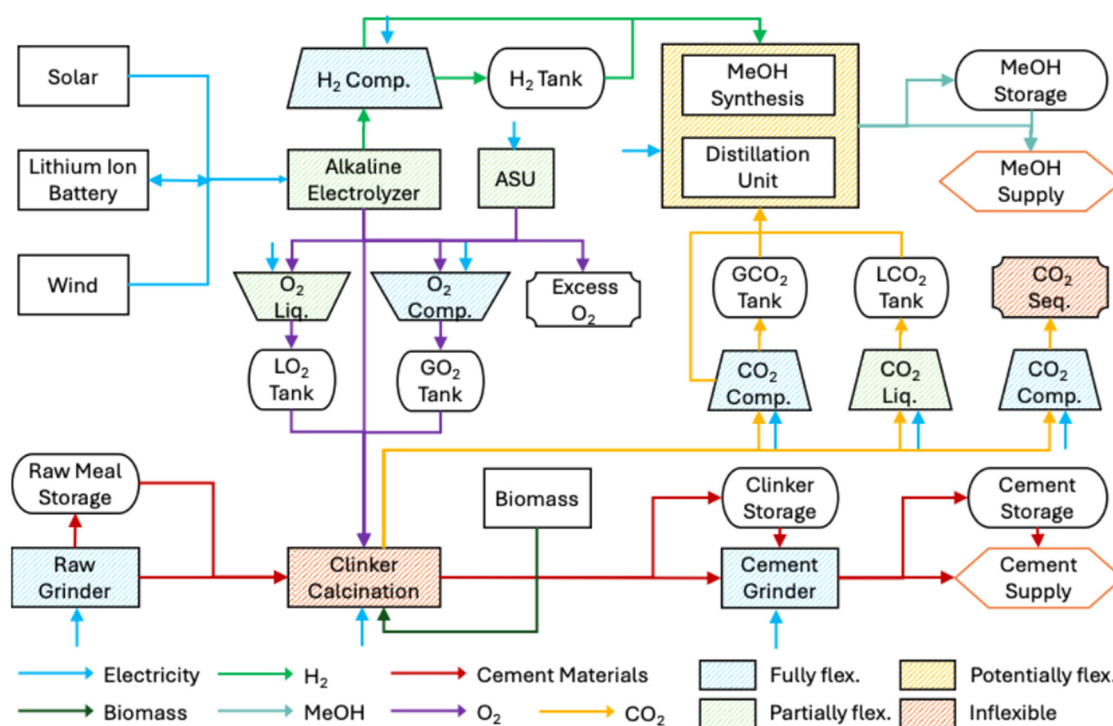 Solar
H₂ Comp.
H₂ Tank
MeOH
Synthesis
MeOH
Storage
Lithium Ion
Battery
Alkaline
Electrolyzer
ASU
Distillation
Unit
MeOH
Supply
Wind
O₂
Liq.
O₂
Comp.
Excess
O₂
GCO₂
Tank
LCO₂
Tank
CO₂
Seq.
LO₂
Tank
GO₂
Tank
CO₂
Comp.
CO₂
Liq.
CO₂
Comp.
Raw Meal
Storage
Biomass
Clinker
Storage
Cement
Storage
Raw
Grinder
Clinker
Calcination
Cement
Grinder
Cement
Supply
Electricity
H₂
Cement Materials
Fully flex.
Potentially flex.
Biomass
MeOH
O₂
CO₂
Partially flex.
Inflexible